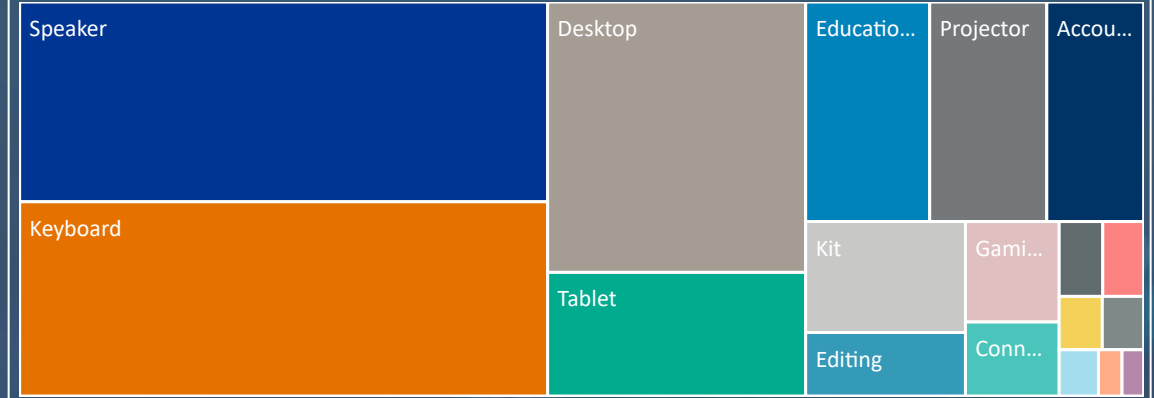 Speaker
Keyboard
Desktop
Tablet
Educatio...
Projector
Accou...
Kit
Editing
Gami...
Conn...